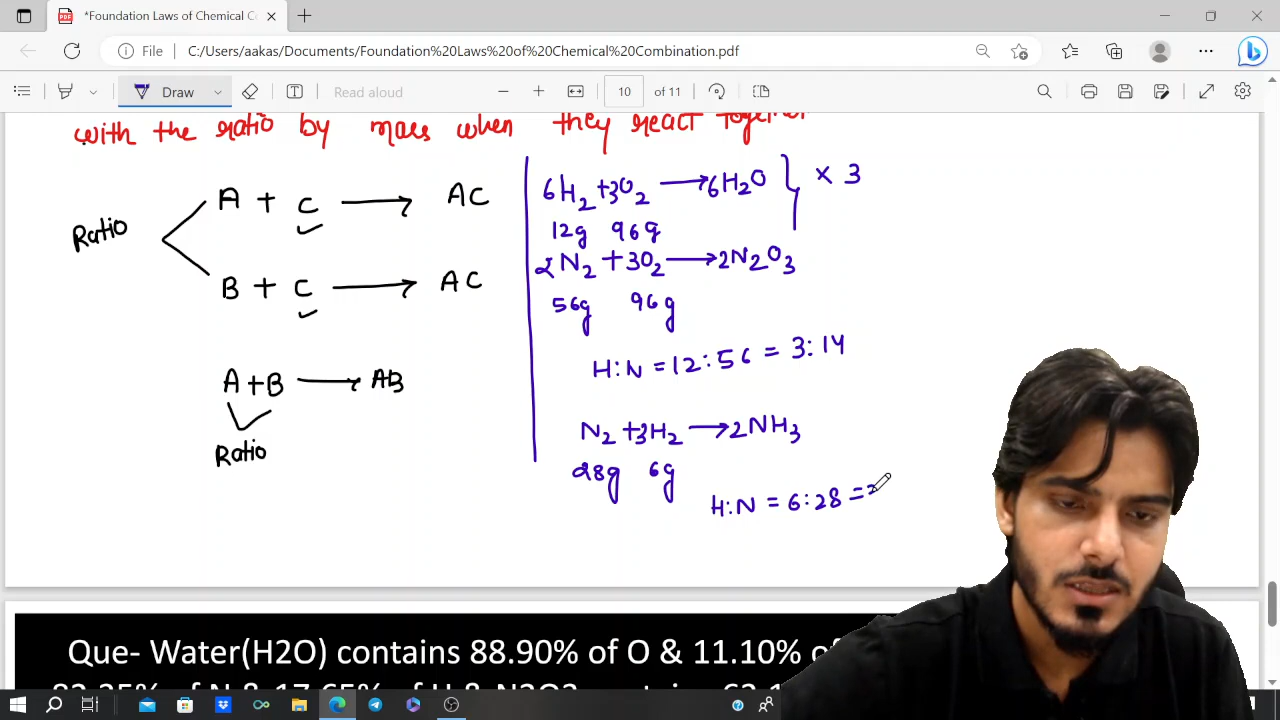 *Foundation Laws of Chemical Co
File
C:/Users/aakas/Documents/Foundation%20Laws%20of%20Chemical%20Combination.pdf
Draw
Read aloud
10 of 11
with the ratio by mass when they react together
Ratio
A + C → AC
B + C → AC
A+B → AB
Ratio
6H2+3O2 → 6H2O } × 3
12g 96g
2N2 + 3O2 → 2N2O3
56g 96g
H:N = 12:56 = 3:14
N2 + 3H2 → 2NH3
28g 6g
H:N = 6:28 =
Que- Water(H2O) contains 88.90% of O & 11.10% of